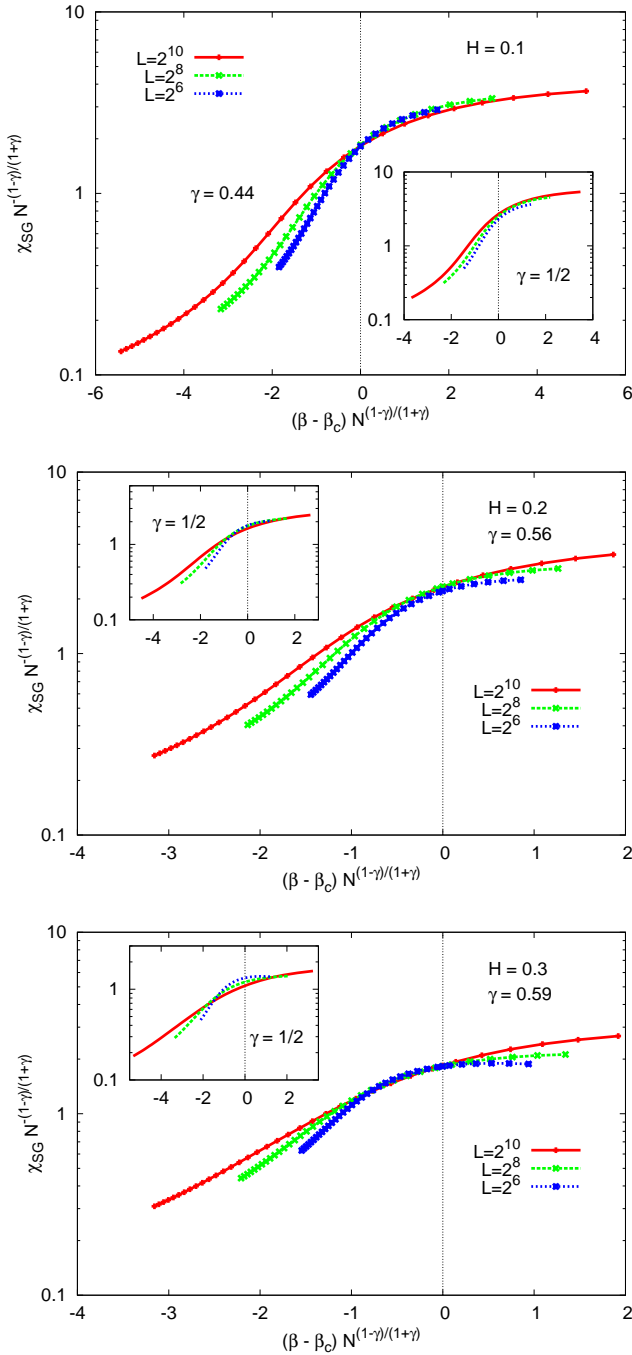 10
1
0.1
χSG N^-(1-γ)/(1+γ)
L=2^10
L=2^8
L=2^6
H = 0.1
γ = 0.44
10
1
0.1
γ = 1/2
-4 -2 0 2 4
-6 -4 -2 0 2 4 6
(β - βc) N^(1-γ)/(1+γ)
10
1
0.1
χSG N^-(1-γ)/(1+γ)
1
0.1
γ = 1/2
-4 -2 0 2
H = 0.2
γ = 0.56
L=2^10
L=2^8
L=2^6
-4 -3 -2 -1 0 1 2
(β - βc) N^(1-γ)/(1+γ)
10
1
0.1
χSG N^-(1-γ)/(1+γ)
1
0.1
γ = 1/2
-4 -2 0 2
H = 0.3
γ = 0.59
L=2^10
L=2^8
L=2^6
-4 -3 -2 -1 0 1 2
(β - βc) N^(1-γ)/(1+γ)